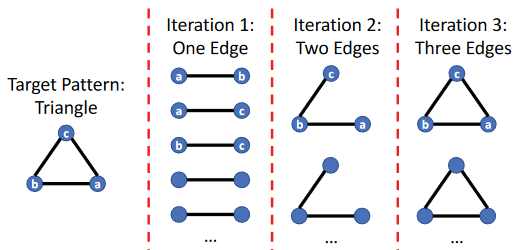 Target Pattern:
Triangle
c
b
a
Iteration 1:
One Edge
a
b
a
c
b
c
...
Iteration 2:
Two Edges
c
b
a
...
Iteration 3:
Three Edges
c
b
a
...